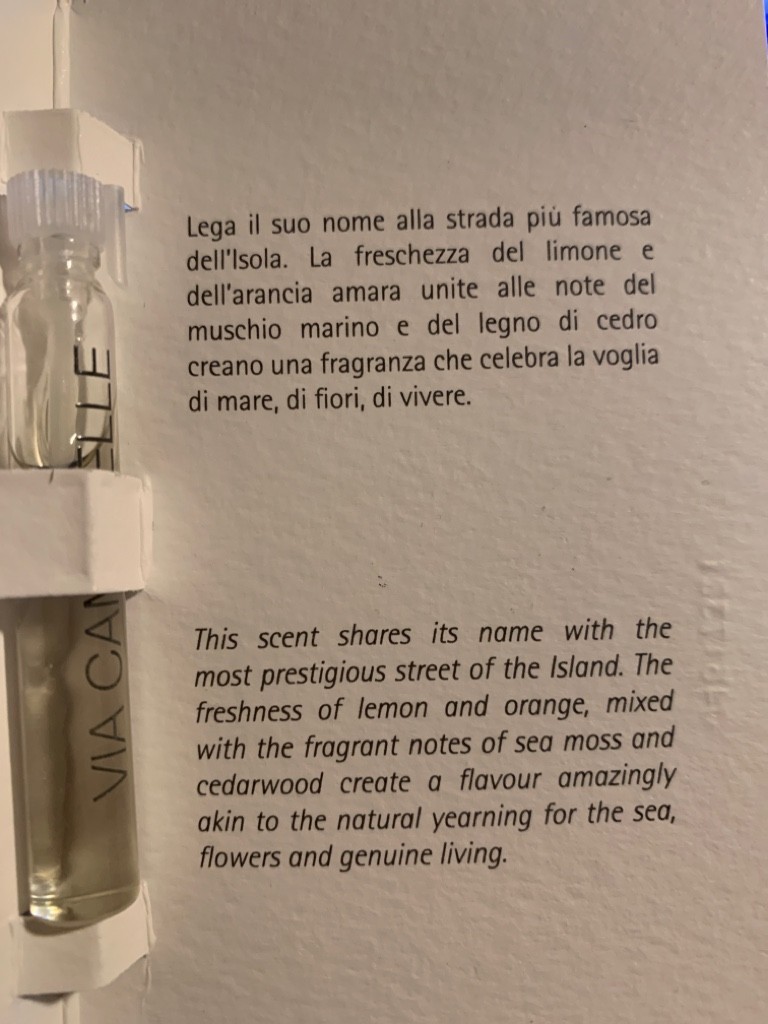 Lega il suo nome alla strada più famosa
dell'Isola. La freschezza del limone e
dell'arancia amara unite alle note del
muschio marino e del legno di cedro
creano una fragranza che celebra la voglia
di mare, di fiori, di vivere.
This scent shares its name with the
most prestigious street of the Island. The
freshness of lemon and orange, mixed
with the fragrant notes of sea moss and
cedarwood create a flavour amazingly
akin to the natural yearning for the sea,
flowers and genuine living.
VIA CAM ELLE